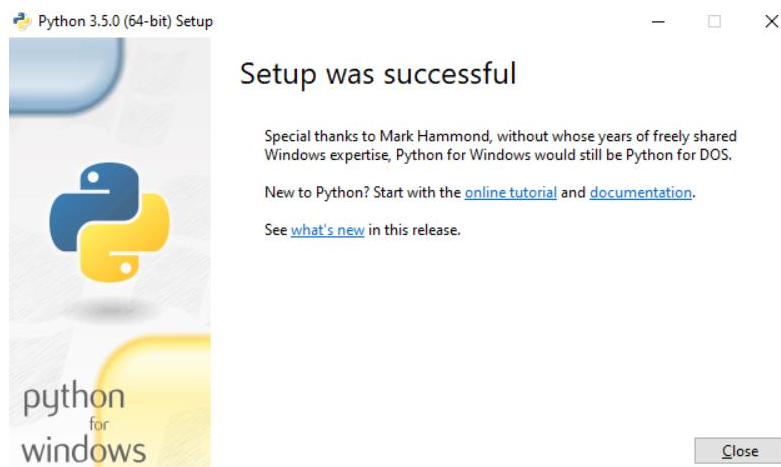 Python 3.5.0 (64-bit) Setup
Setup was successful
Special thanks to Mark Hammond, without whose years of freely shared
Windows expertise, Python for Windows would still be Python for DOS.
New to Python? Start with the online tutorial and documentation.
See what's new in this release.
python
for
windows
Close